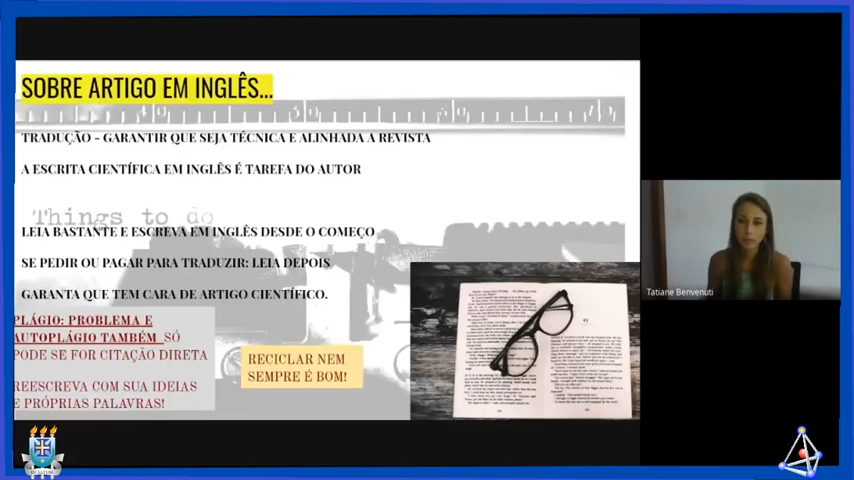 SOBRE ARTIGO EM INGLÊS...
TRADUÇÃO - GARANTIR QUE SEJA TÉCNICA E ALINHADA A REVISTA
A ESCRITA CIENTÍFICA EM INGLÊS É TAREFA DO AUTOR
Things to do
LEIA BASTANTE E ESCREVA EM INGLÊS DESDE O COMEÇO
SE PEDIR OU PAGAR PARA TRADUZIR: LEIA DEPOIS
GARANTA QUE TEM CARA DE ARTIGO CIENTÍFICO.
PLÁGIO: PROBLEMA E
AUTOPLÁGIO TAMBÉM SÓ
PODE SE FOR CITAÇÃO DIRETA
REESCREVA COM SUA IDEIAS
E PRÓPRIAS PALAVRAS!
RECICLAR NEM
SEMPRE É BOM!
Tatiane Benvenuti